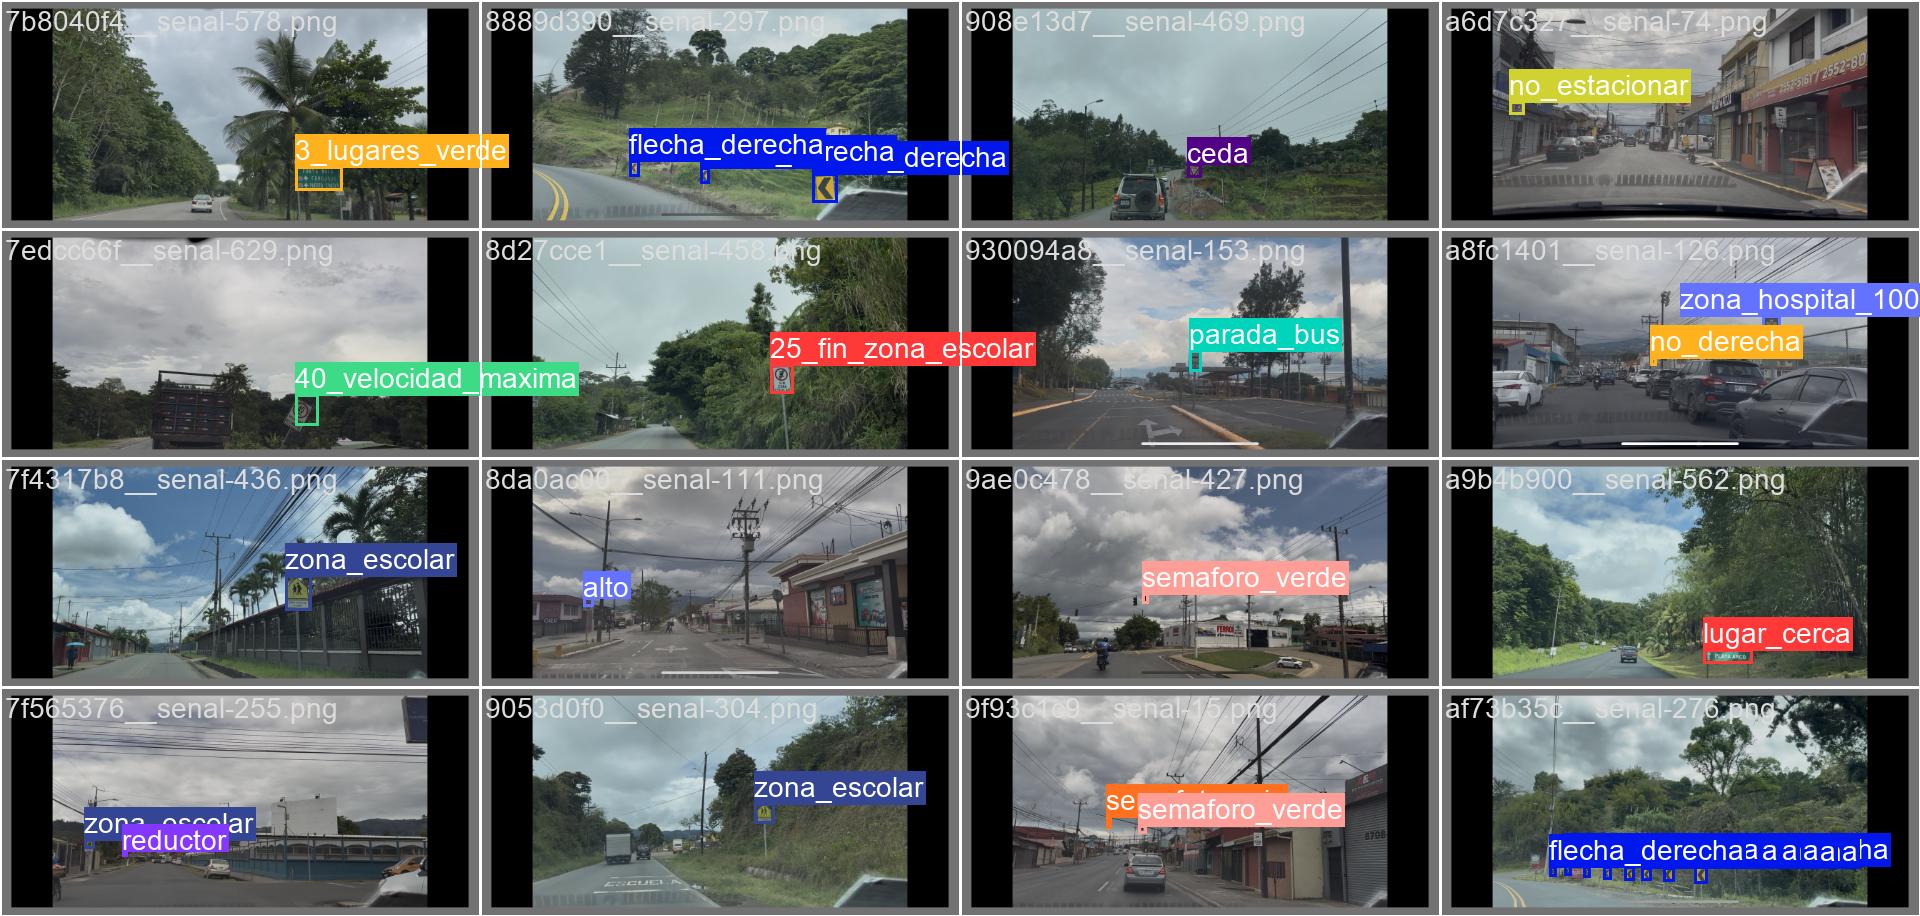 7b8040f4__senal-578.png
3_lugares_verde
8889d390__senal-297.png
flecha_derecha
recha
_derecha
908e13d7__senal-469.png
ceda
a6d7c327__senal-74.png
no_estacionar
7edcc66f__senal-629.png
40_velocidad_maxima
8d27cce1__senal-458.png
25_fin_zona_escolar
930094a8__senal-153.png
parada_bus
a8fc1401__senal-126.png
zona_hospital_100
no_derecha
7f4317b8__senal-436.png
zona_escolar
8da0ac00__senal-111.png
alto
9ae0c478__senal-427.png
semaforo_verde
a9b4b900__senal-562.png
lugar_cerca
7f565376__senal-255.png
zona_escolar
reductor
9053d0f0__senal-304.png
zona_escolar
ESCUELA
9f93c1c9__senal-15.png
semaforo_verde
af73b35c__senal-276.png
flecha_derecha